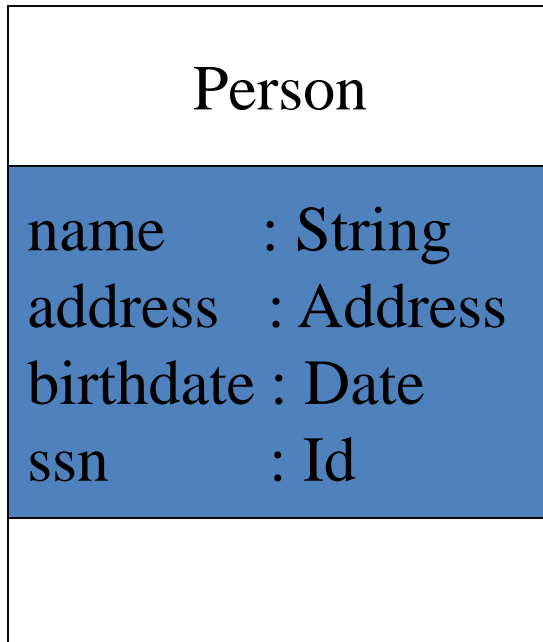 Person
name : String
address : Address
birthdate : Date
ssn : Id